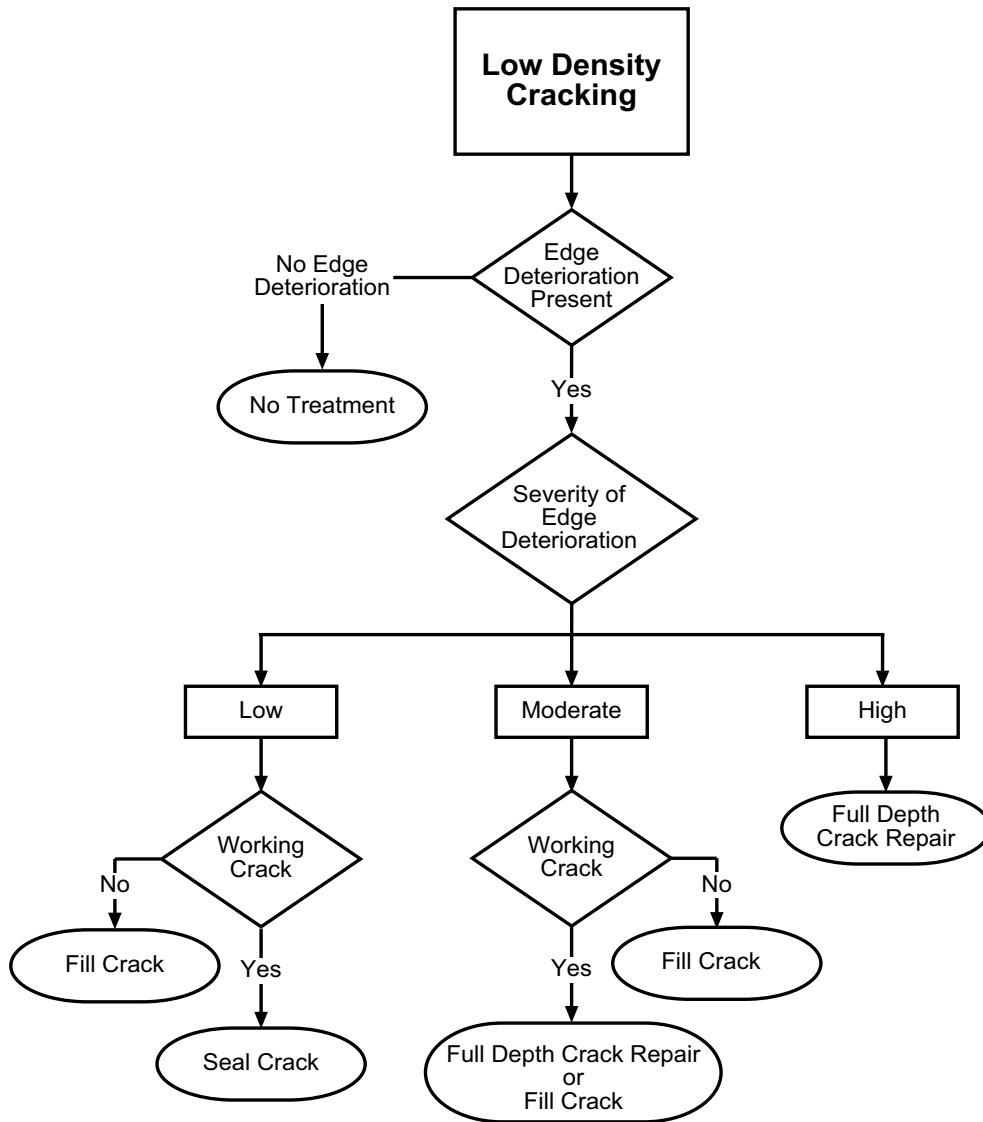 Low Density
Cracking
Edge
Deterioration
Present
No Edge
Deterioration
No Treatment
Yes
Severity of
Edge
Deterioration
Low
Moderate
High
Working
Crack
Working
Crack
Full Depth
Crack Repair
No
No
Fill Crack
Yes
Yes
Fill Crack
Seal Crack
Full Depth Crack Repair
or
Fill Crack